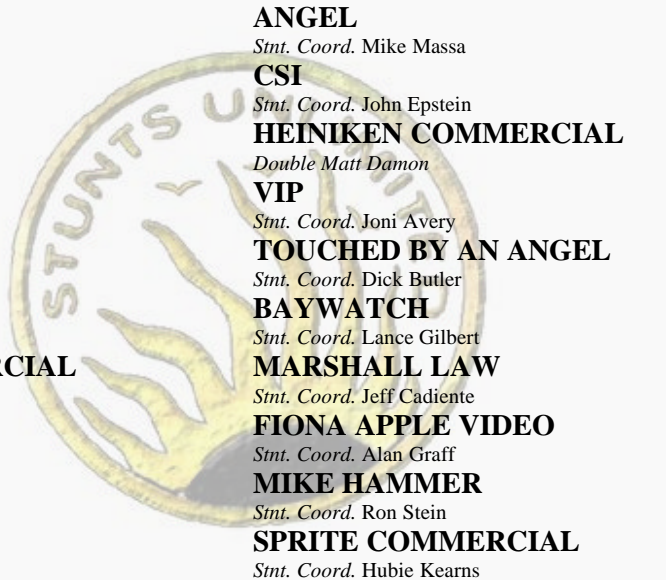 ANGEL
Stnt. Coord. Mike Massa
CSI
Stnt. Coord. John Epstein
HEINIKEN COMMERCIAL
Double Matt Damon
VIP
Stnt. Coord. Joni Avery
TOUCHED BY AN ANGEL
Stnt. Coord. Dick Butler
BAYWATCH
Stnt. Coord. Lance Gilbert
RCIAL
MARSHALL LAW
Stnt. Coord. Jeff Cadiente
FIONA APPLE VIDEO
Stnt. Coord. Alan Graff
MIKE HAMMER
Stnt. Coord. Ron Stein
SPRITE COMMERCIAL
Stnt. Coord. Hubie Kearns
STUNTS UNLIMITED